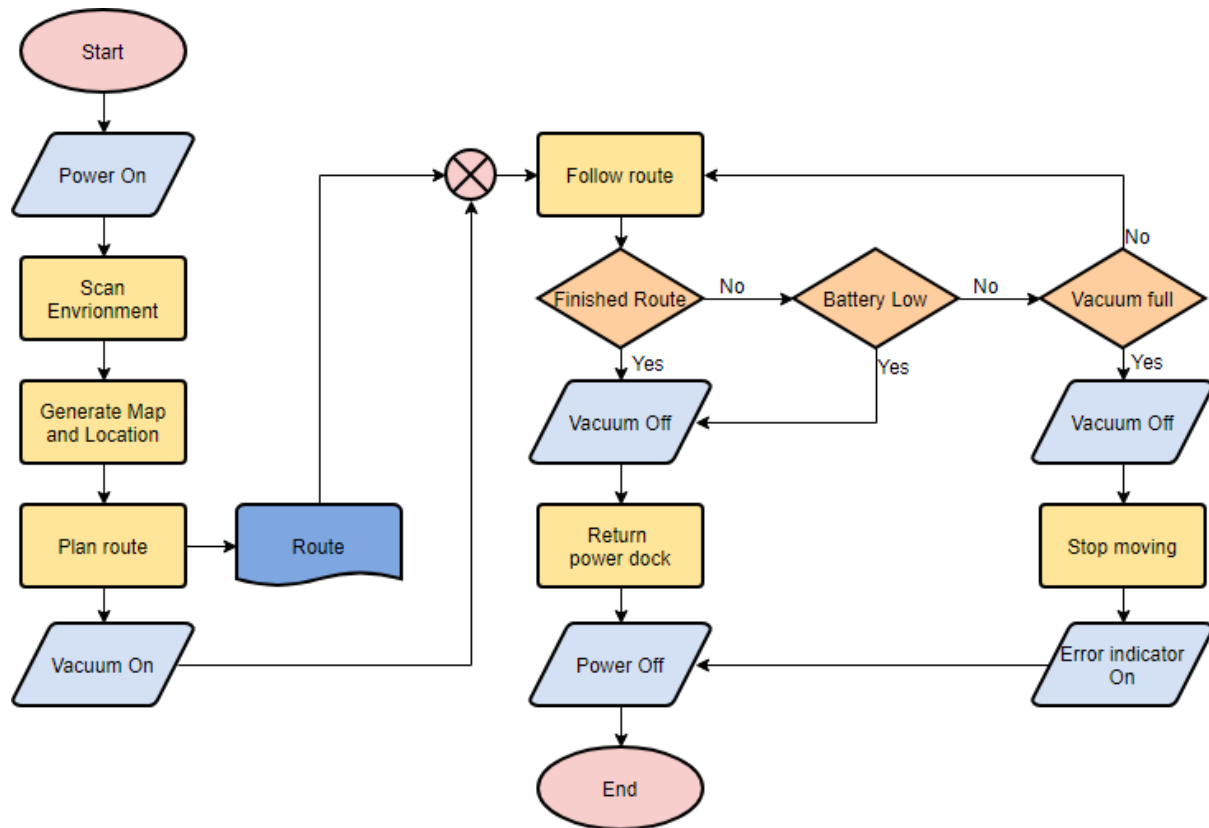 Start
Power On
Scan
Envrionment
Generate Map
and Location
Plan route
Route
Vacuum On
Follow route
Finished Route
No
Battery Low
No
Vacuum full
No
Yes
Yes
Yes
Vacuum Off
Vacuum Off
Return
power dock
Stop moving
Power Off
Error indicator
On
End